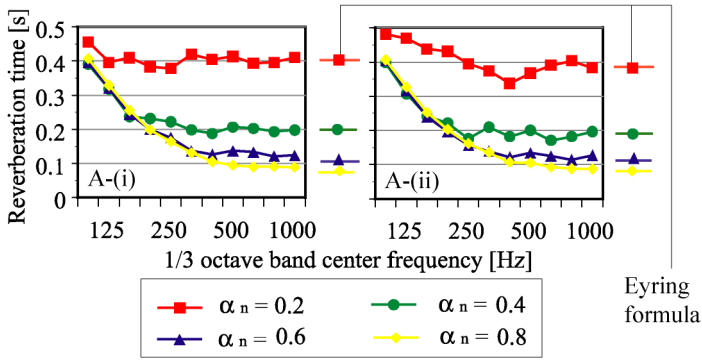 Reverberation time [s]
0.5
0.4
0.3
0.2
0.1
0
A-(i)
A-(ii)
125 250 500 1000
125 250 500 1000
1/3 octave band center frequency [Hz]
Eyring
formula
α n = 0.2
α n = 0.4
α n = 0.6
α n = 0.8